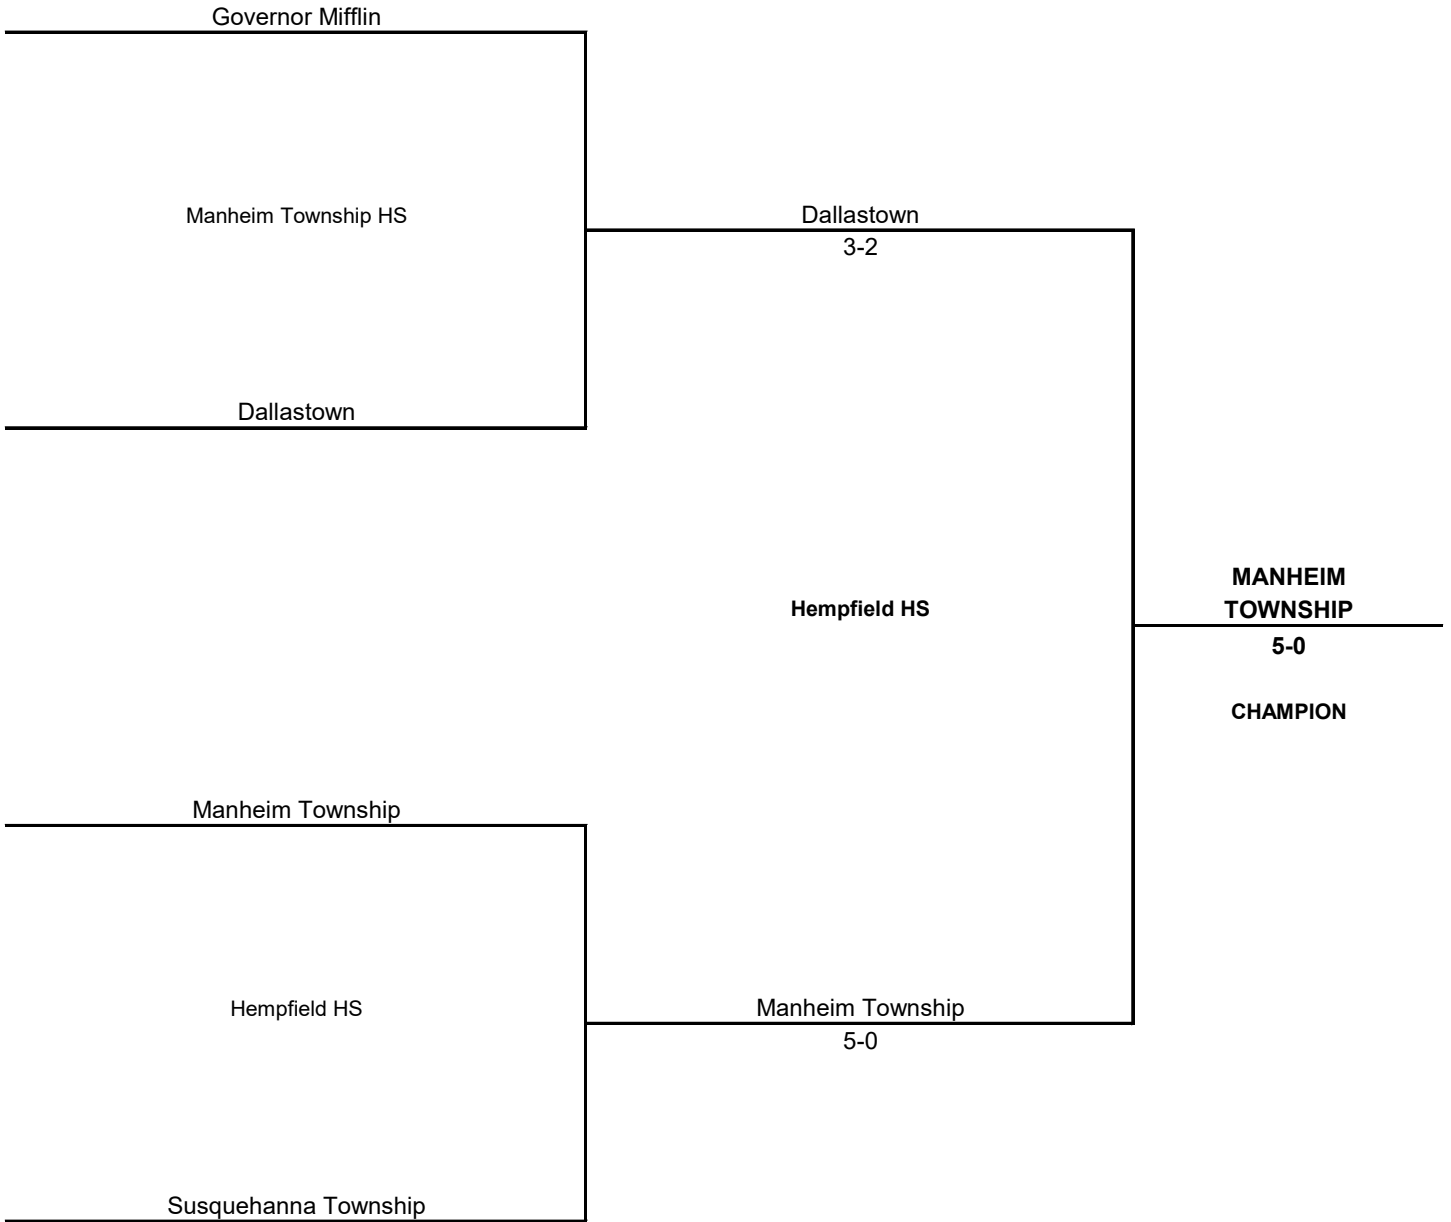 Governor Mifflin
Manheim Township HS
Dallastown
3-2
Dallastown
MANHEIM
TOWNSHIP
Hempfield HS
5-0
CHAMPION
Manheim Township
Hempfield HS
Manheim Township
5-0
Susquehanna Township